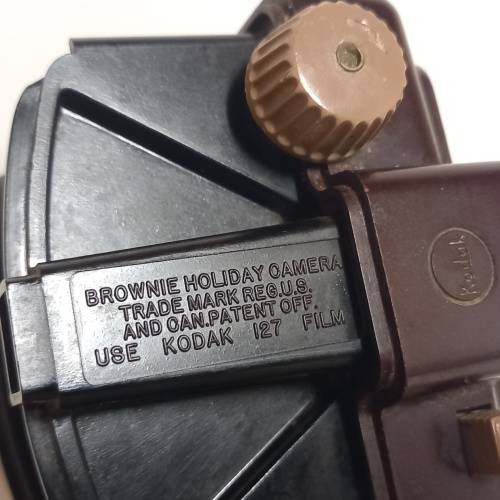 BROWNIE HOLIDAY CAMERA
TRADE MARK REG.U.S.
AND CAN.PATENT OFF.
USE KODAK 127 FILM
Kodak